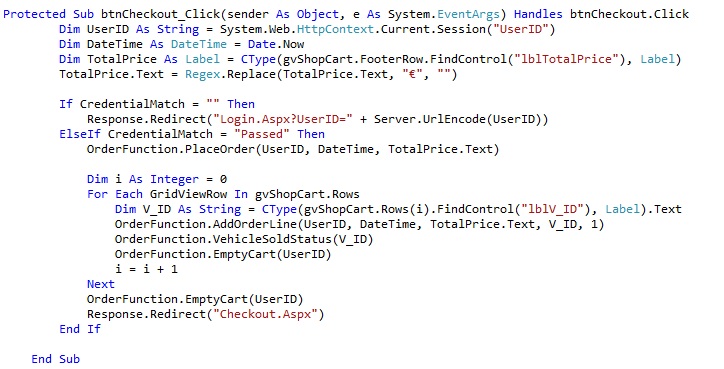 Protected Sub btnCheckout_Click(sender As Object, e As System.EventArgs) Handles btnCheckout.Click
        Dim UserID As String = System.Web.HttpContext.Current.Session("UserID")
        Dim DateTime As DateTime = Date.Now
        Dim TotalPrice As Label = CType(gvShopCart.FooterRow.FindControl("lblTotalPrice"), Label)
        TotalPrice.Text = Regex.Replace(TotalPrice.Text, "€", "")

        If CredentialMatch = "" Then
            Response.Redirect("Login.Aspx?UserID=" + Server.UrlEncode(UserID))
        ElseIf CredentialMatch = "Passed" Then
            OrderFunction.PlaceOrder(UserID, DateTime, TotalPrice.Text)

            Dim i As Integer = 0
            For Each GridViewRow In gvShopCart.Rows
                Dim V_ID As String = CType(gvShopCart.Rows(i).FindControl("lblV_ID"), Label).Text
                OrderFunction.AddOrderLine(UserID, DateTime, TotalPrice.Text, V_ID, 1)
                OrderFunction.VehicleSoldStatus(V_ID)
                OrderFunction.EmptyCart(UserID)
                i = i + 1
            Next
            OrderFunction.EmptyCart(UserID)
            Response.Redirect("Checkout.Aspx")
        End If

    End Sub